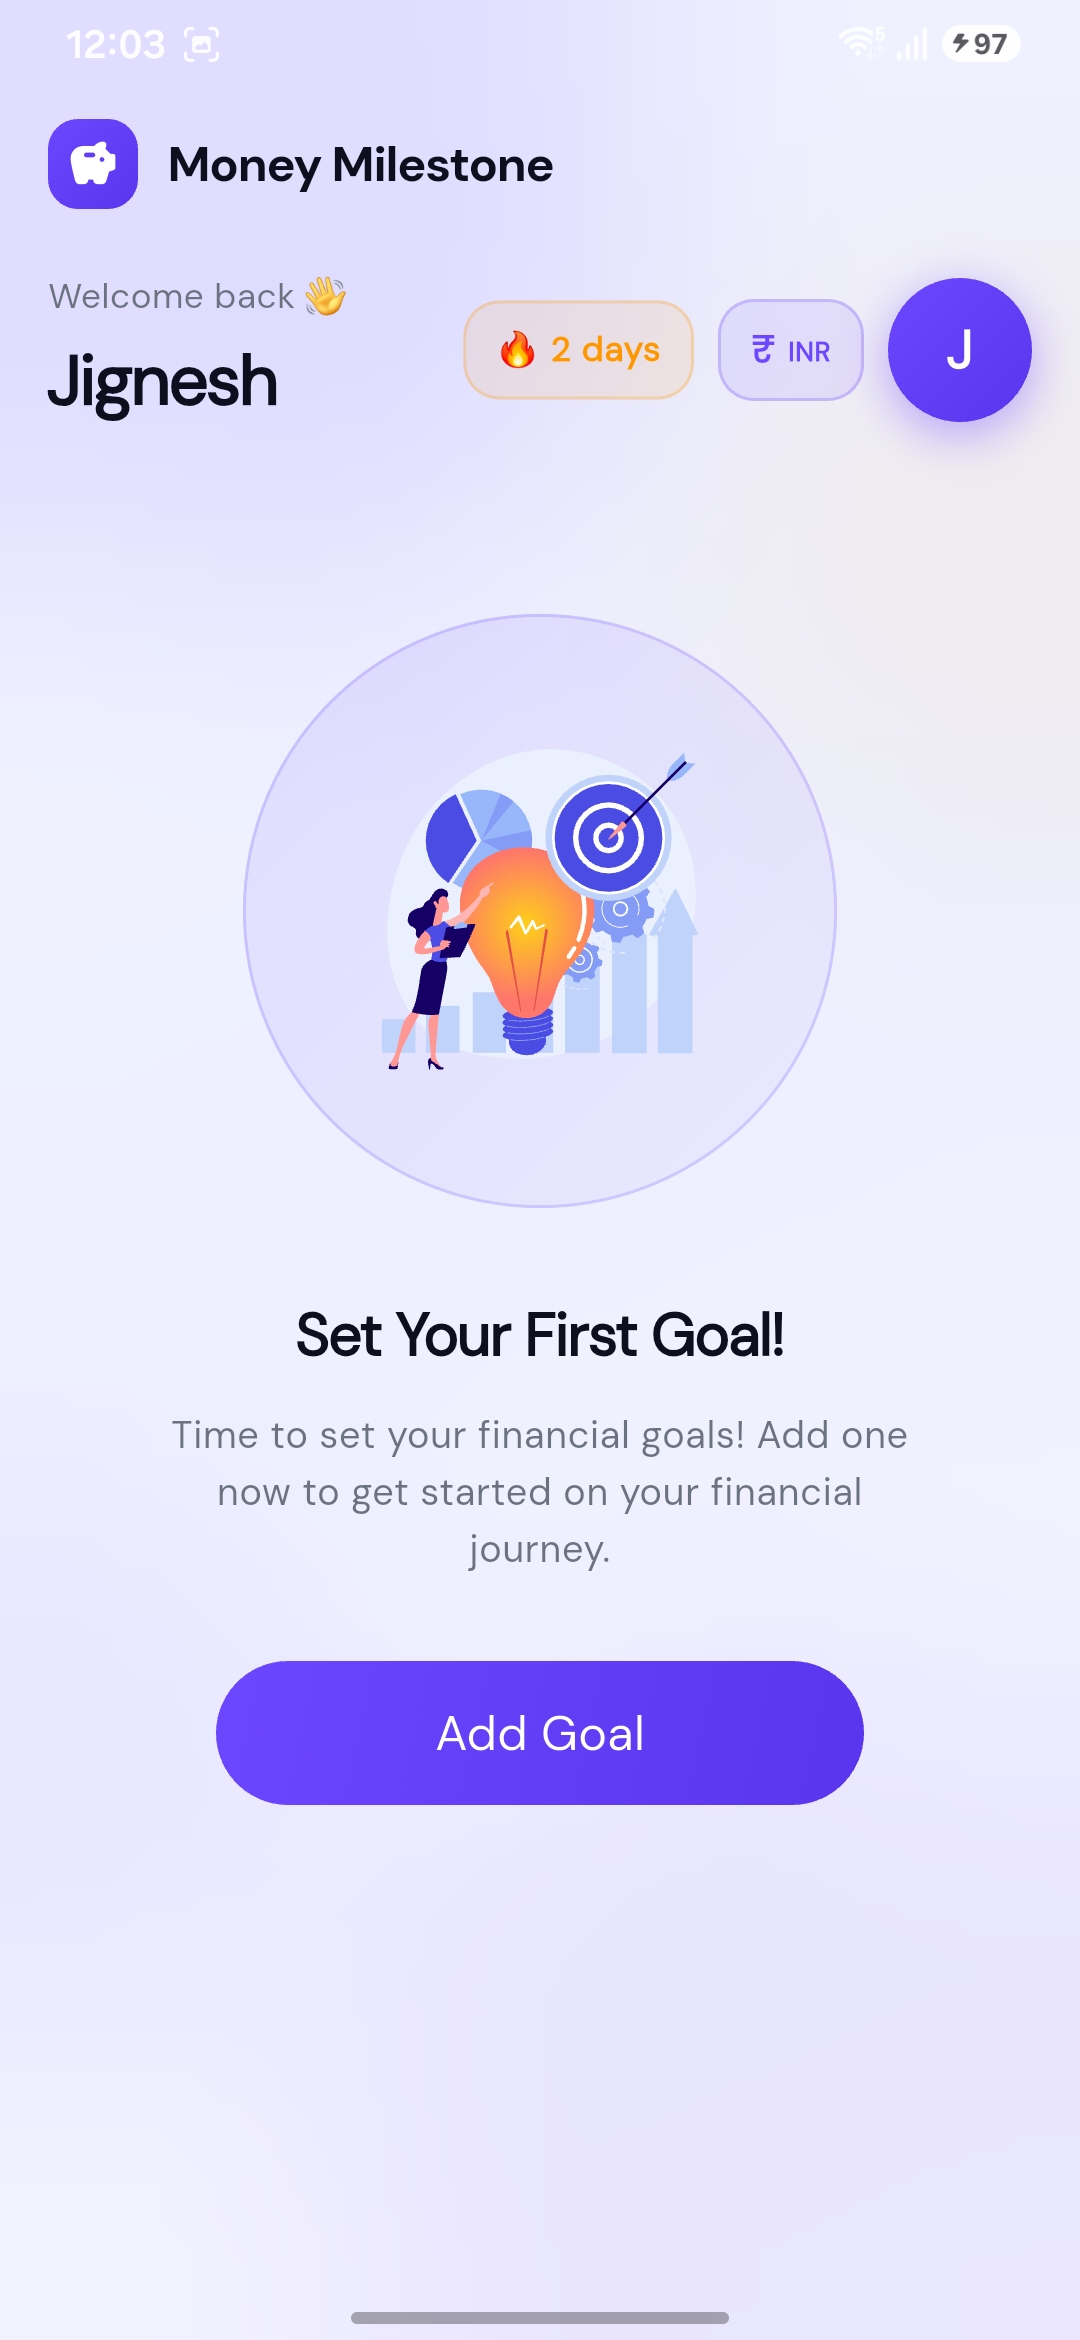 12:03
97
Money Milestone
Welcome back 👋
Jignesh
🔥 2 days
₹ INR
J
Set Your First Goal!
Time to set your financial goals! Add one
now to get started on your financial
journey.
Add Goal